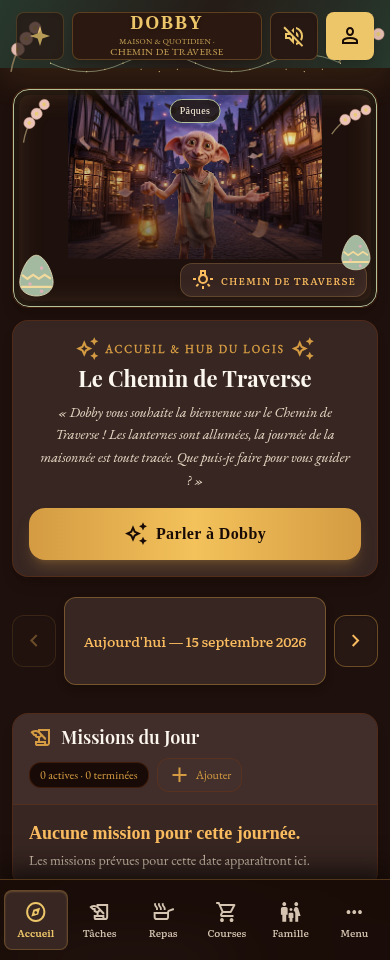 DOBBY
MAISON & QUOTIDIEN ·
CHEMIN DE TRAVERSE
Pâques
CHEMIN DE TRAVERSE
ACCUEIL & HUB DU LOGIS
Le Chemin de Traverse
« Dobby vous souhaite la bienvenue sur le Chemin de
Traverse ! Les lanternes sont allumées, la journée de la
maisonnée est toute tracée. Que puis-je faire pour vous guider
? »
Parler à Dobby
Aujourd'hui — 15 septembre 2026
Missions du Jour
0 actives · 0 terminées
Ajouter
Aucune mission pour cette journée.
Les missions prévues pour cette date apparaîtront ici.
Accueil
Tâches
Repas
Courses
Famille
Menu